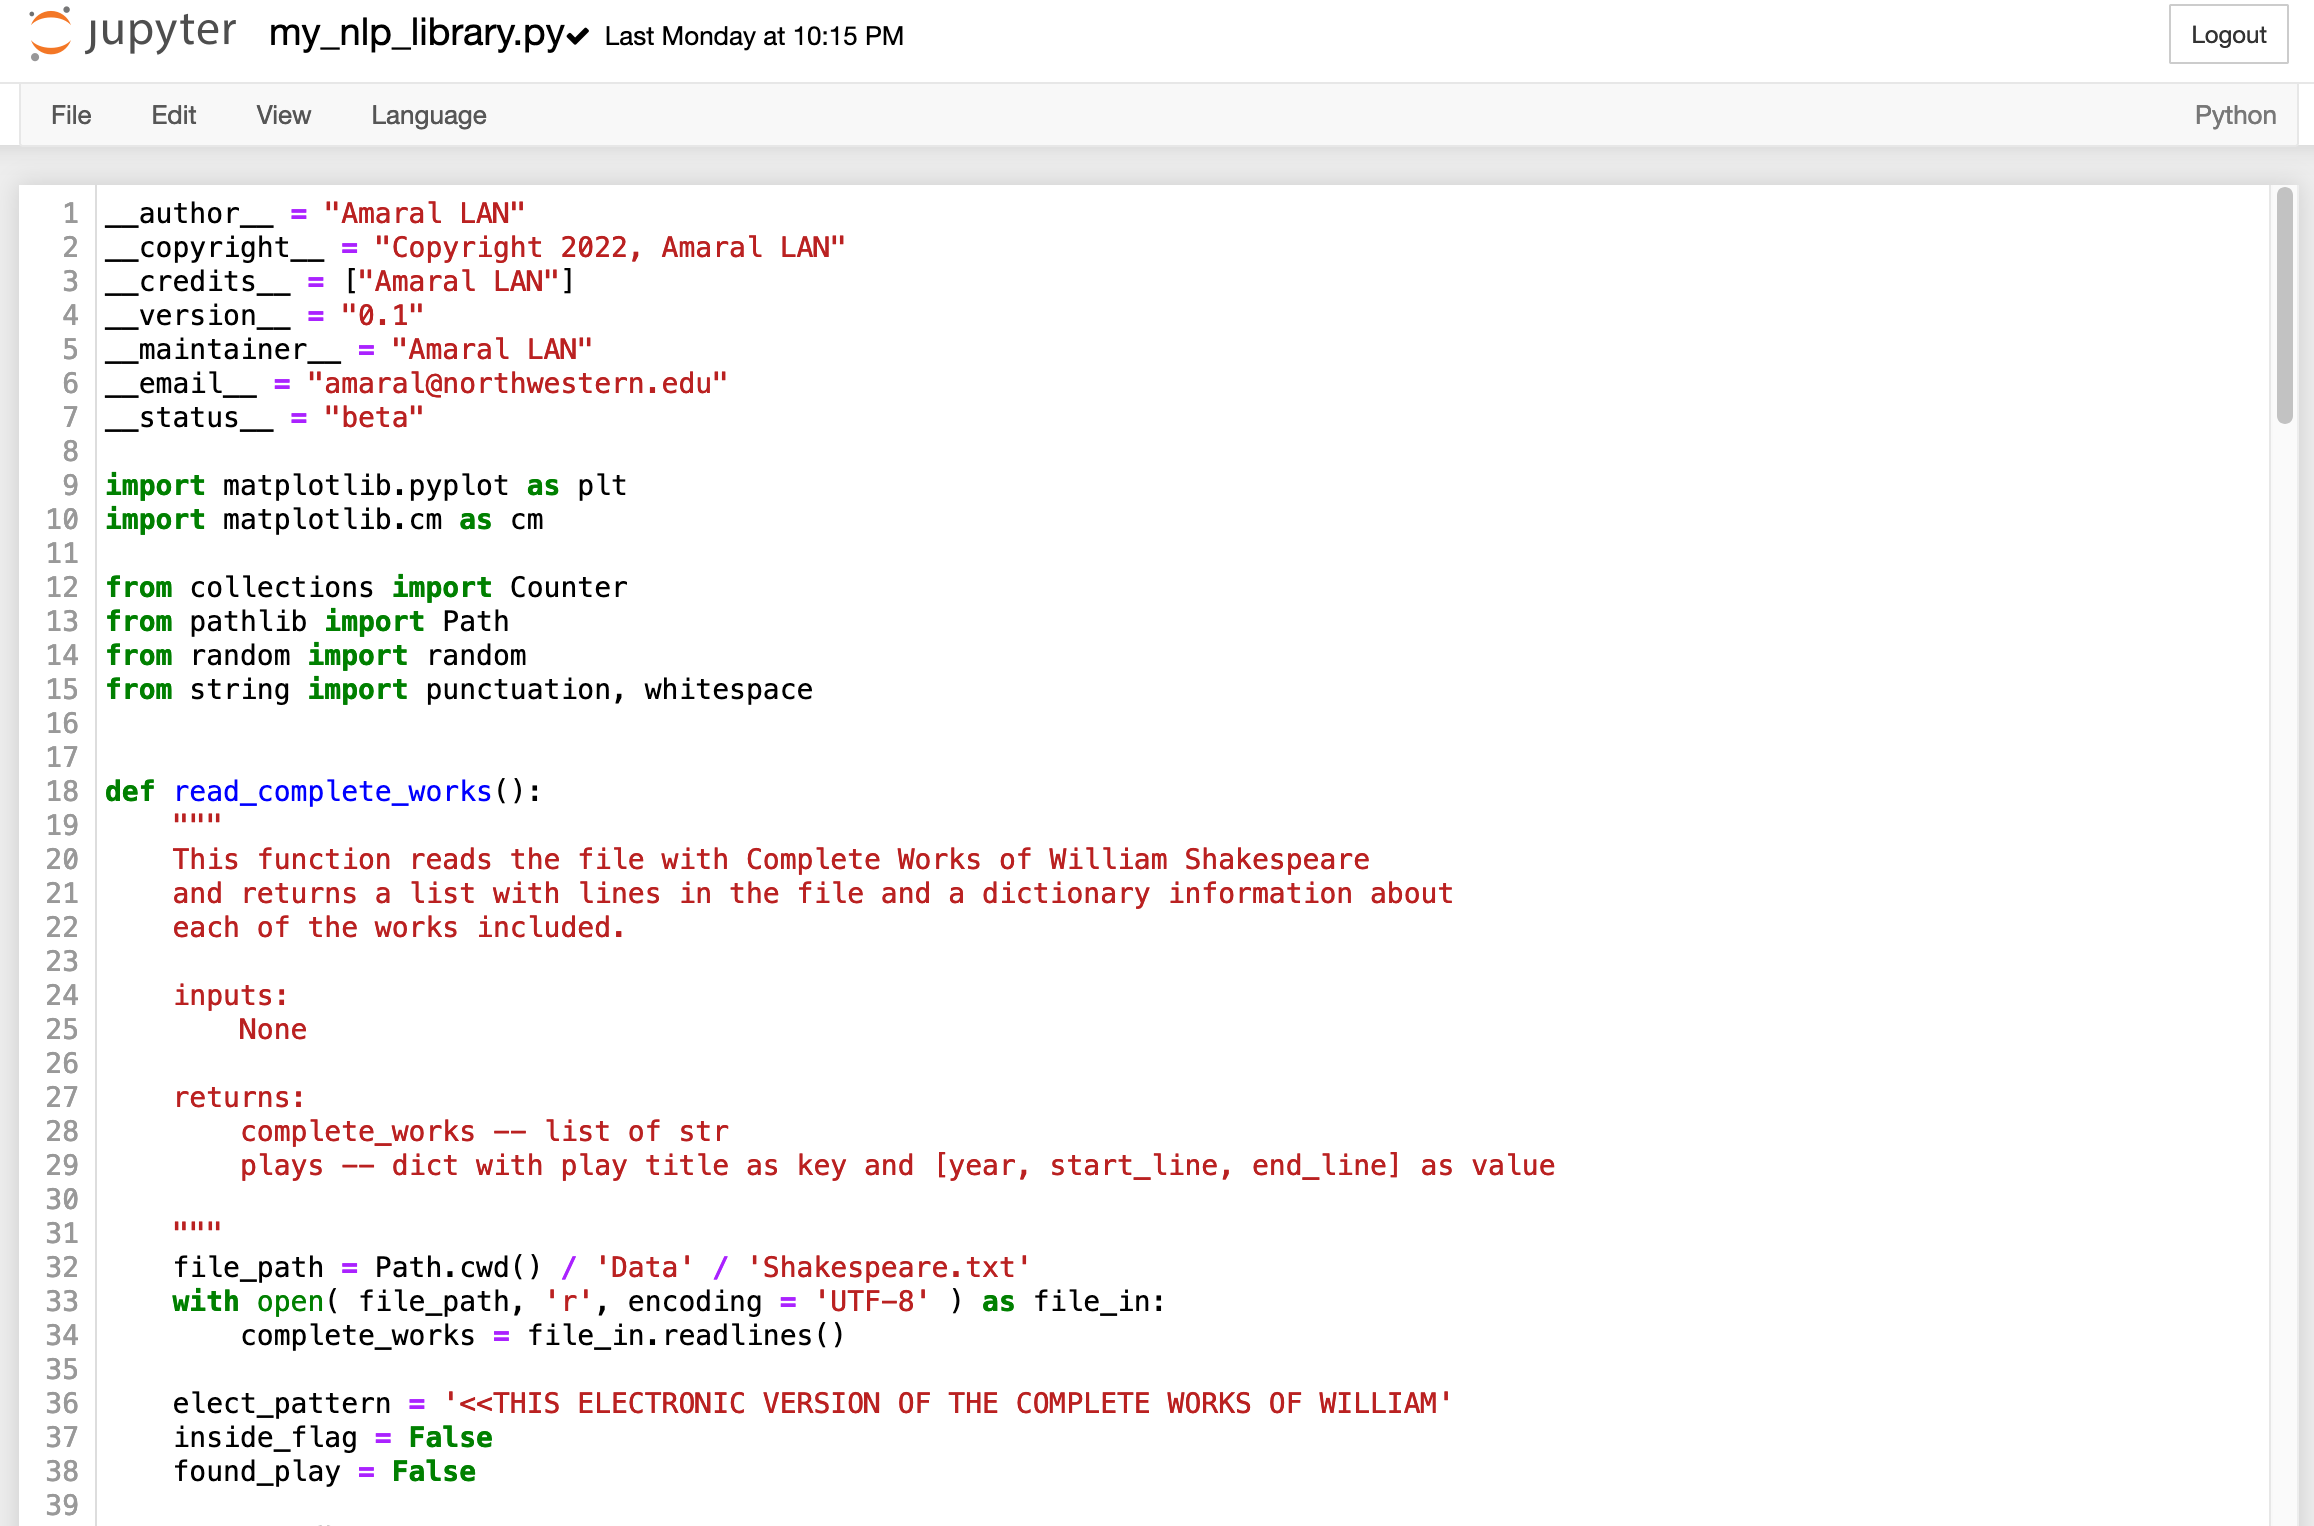 jupyter my_nlp_library.py✔ Last Monday at 10:15 PM Logout
File Edit View Language Python
1 __author__ = "Amaral LAN"
2 __copyright__ = "Copyright 2022, Amaral LAN"
3 __credits__ = ["Amaral LAN"]
4 __version__ = "0.1"
5 __maintainer__ = "Amaral LAN"
6 __email__ = "amaral@northwestern.edu"
7 __status__ = "beta"
8
9 import matplotlib.pyplot as plt
10 import matplotlib.cm as cm
11
12 from collections import Counter
13 from pathlib import Path
14 from random import random
15 from string import punctuation, whitespace
16
17
18 def read_complete_works():
19     """
20     This function reads the file with Complete Works of William Shakespeare
21     and returns a list with lines in the file and a dictionary information about
22     each of the works included.
23
24     inputs:
25         None
26
27     returns:
28         complete_works -- list of str
29         plays -- dict with play title as key and [year, start_line, end_line] as value
30
31     """
32     file_path = Path.cwd() / 'Data' / 'Shakespeare.txt'
33     with open( file_path, 'r', encoding = 'UTF-8' ) as file_in:
34         complete_works = file_in.readlines()
35
36     elect_pattern = '<<THIS ELECTRONIC VERSION OF THE COMPLETE WORKS OF WILLIAM'
37     inside_flag = False
38     found_play = False
39